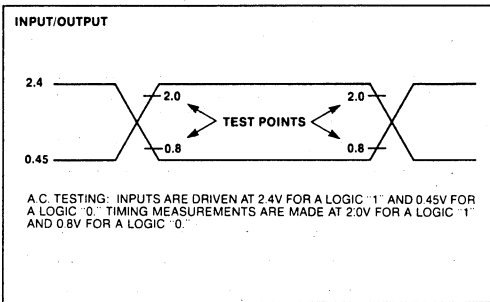 INPUT/OUTPUT
2.4
2.0
2.0
TEST POINTS
0.8
0.8
0.45
A.C. TESTING: INPUTS ARE DRIVEN AT 2.4V FOR A LOGIC "1" AND 0.45V FOR
A LOGIC "0." TIMING MEASUREMENTS ARE MADE AT 2.0V FOR A LOGIC "1"
AND 0.8V FOR A LOGIC "0."